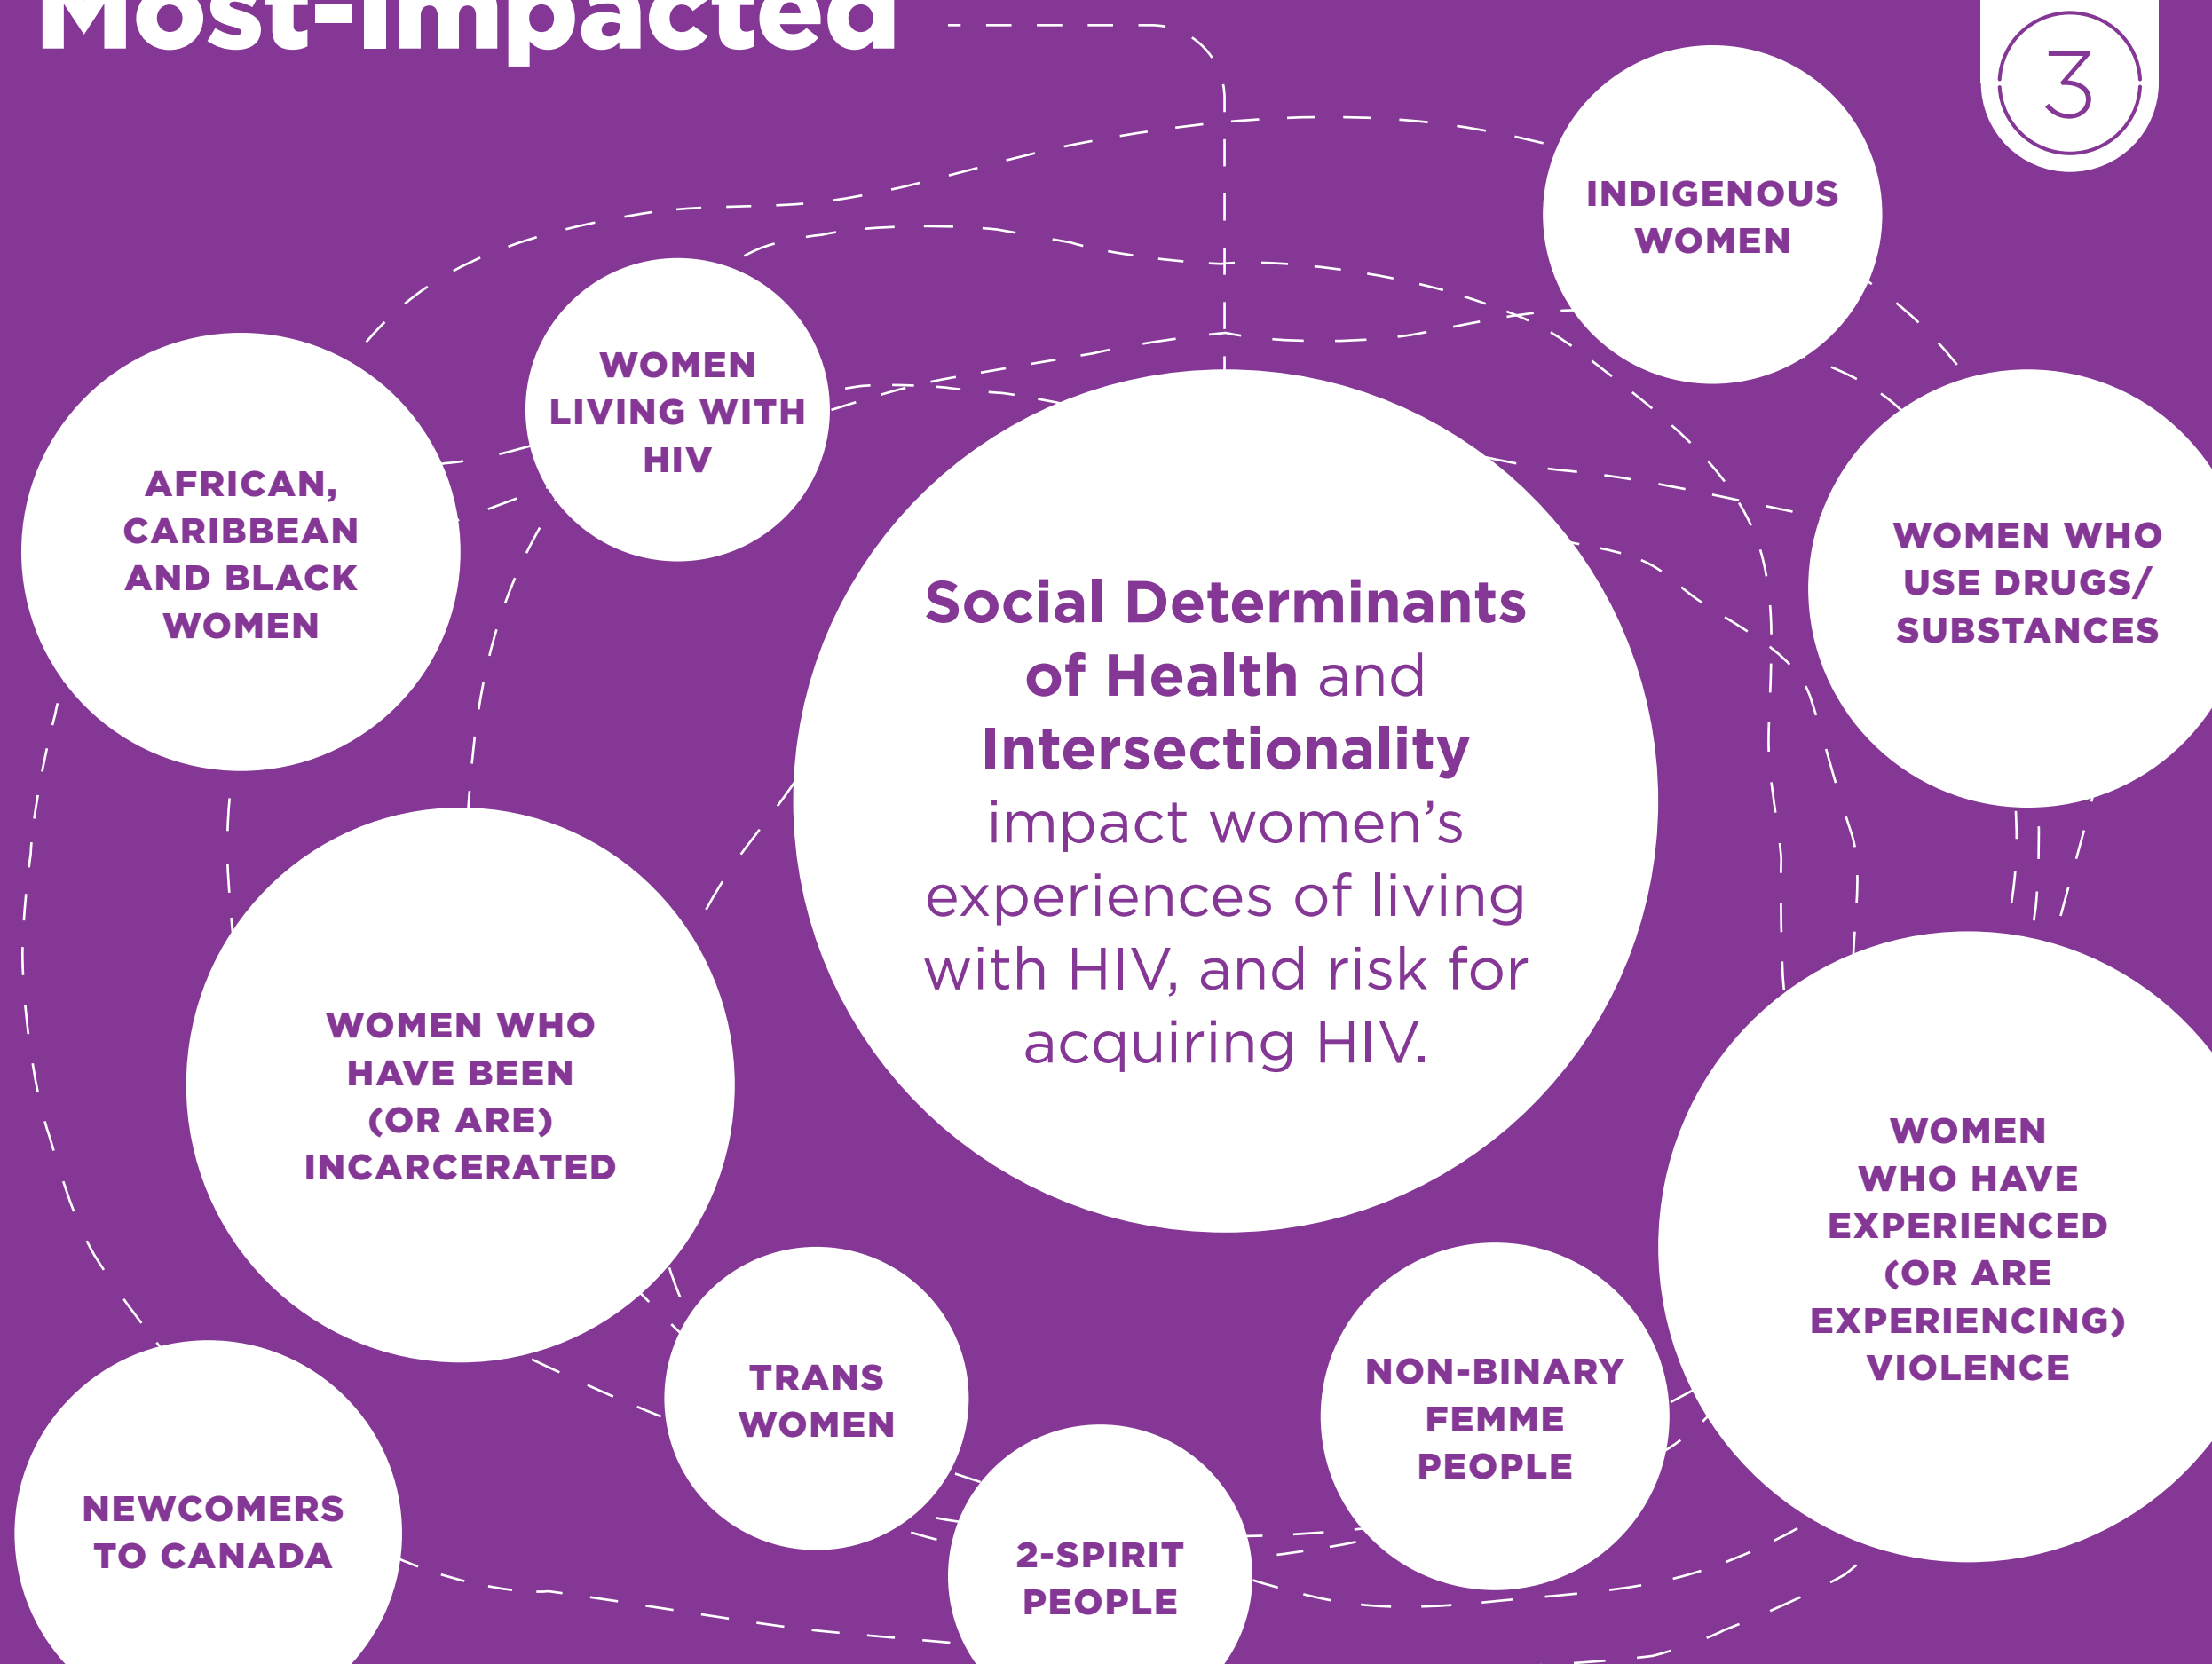 Most-Impacted
3
INDIGENOUS
WOMEN
WOMEN
LIVING WITH
HIV
AFRICAN,
CARIBBEAN
AND BLACK
WOMEN
WOMEN WHO
USE DRUGS/
SUBSTANCES
Social Determinants
of Health and
Intersectionality
impact women’s
experiences of living
with HIV, and risk for
acquiring HIV.
WOMEN WHO
HAVE BEEN
(OR ARE)
INCARCERATED
WOMEN
WHO HAVE
EXPERIENCED
(OR ARE
EXPERIENCING)
VIOLENCE
TRANS
WOMEN
NON-BINARY
FEMME
PEOPLE
NEWCOMERS
TO CANADA
2-SPIRIT
PEOPLE